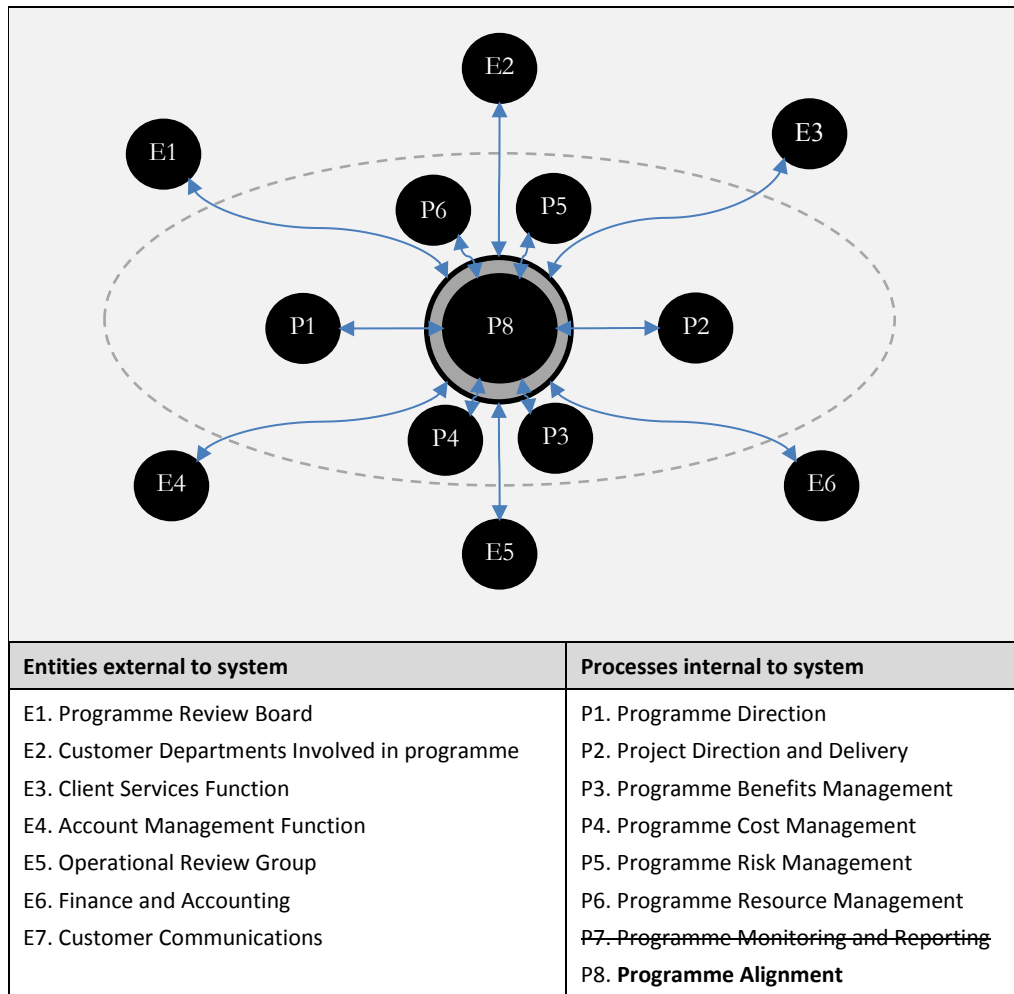 E2
E1
E3
P6
P5
P1
P8
P2
P4
P3
E4
E6
E5
Entities external to system
Processes internal to system
E1. Programme Review Board
E2. Customer Departments Involved in programme
E3. Client Services Function
E4. Account Management Function
E5. Operational Review Group
E6. Finance and Accounting
E7. Customer Communications
P1. Programme Direction
P2. Project Direction and Delivery
P3. Programme Benefits Management
P4. Programme Cost Management
P5. Programme Risk Management
P6. Programme Resource Management
P7. Programme Monitoring and Reporting
P8. Programme Alignment